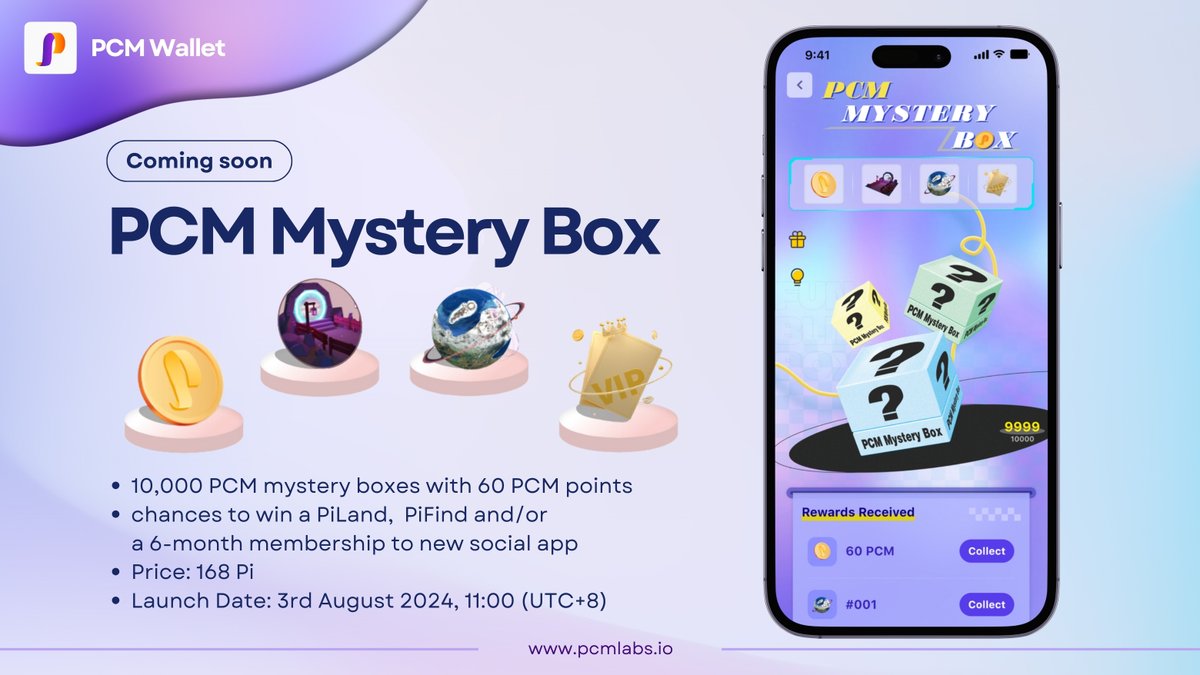 PCM Wallet
Coming soon
PCM Mystery Box
VIP
• 10,000 PCM mystery boxes with 60 PCM points
• chances to win a PiLand,  PiFind and/or
a 6-month membership to new social app
• Price: 168 Pi
• Launch Date: 3rd August 2024, 11:00 (UTC+8)
www.pcmlabs.io
9:41
PCM
MYSTERY
BOX
? ?
PCM Mystery Box
? ?
PCM Mystery Box
? ? ?
PCM Mystery Box
9999
10000
Rewards Received
60 PCM
Collect
#001
Collect